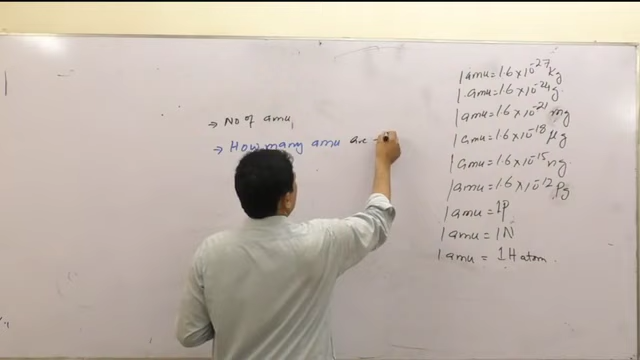 → No of amu,
→ How many amu are
1 amu = 1.6 × 10⁻²⁷ kg
1 amu = 1.6 × 10⁻²⁴ g
1 amu = 1.6 × 10⁻²¹ mg
1 amu = 1.6 × 10⁻¹⁸ μg
1 amu = 1.6 × 10⁻¹⁵ ng
1 amu = 1.6 × 10⁻¹² pg
1 amu = 1P
1 amu = 1N
1 amu = 1H atom